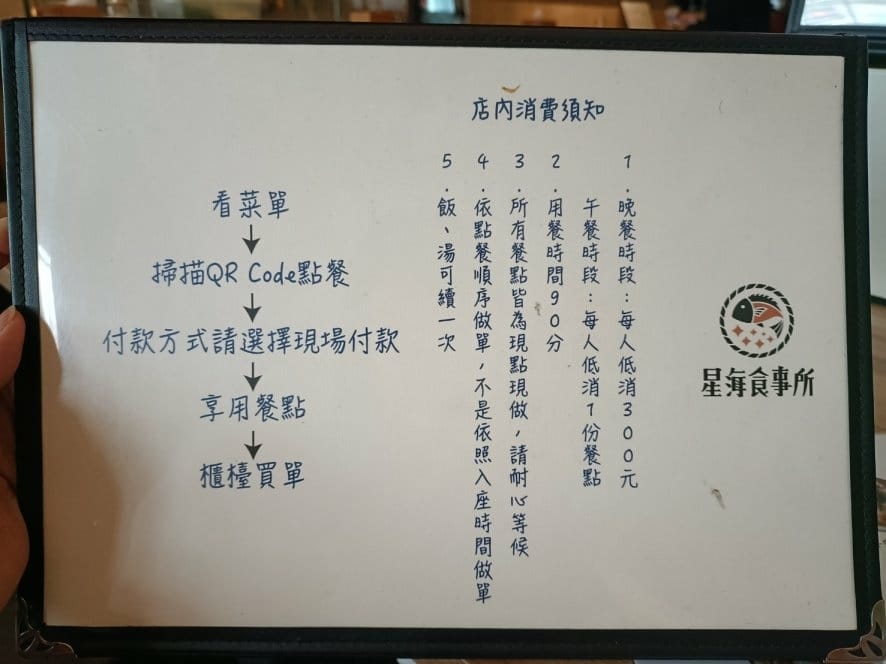 店內消費須知
1.晚餐時段：每人低消300元
午餐時段：每人低消1份餐點
2.用餐時間90分
3.所有餐點皆為現點現做，請耐心等候
4.依點餐順序做單，不是依照入座時間做單
5.飯、湯可續一次
看菜單
掃描QR Code點餐
付款方式請選擇現場付款
享用餐點
櫃檯買單
星海食事所